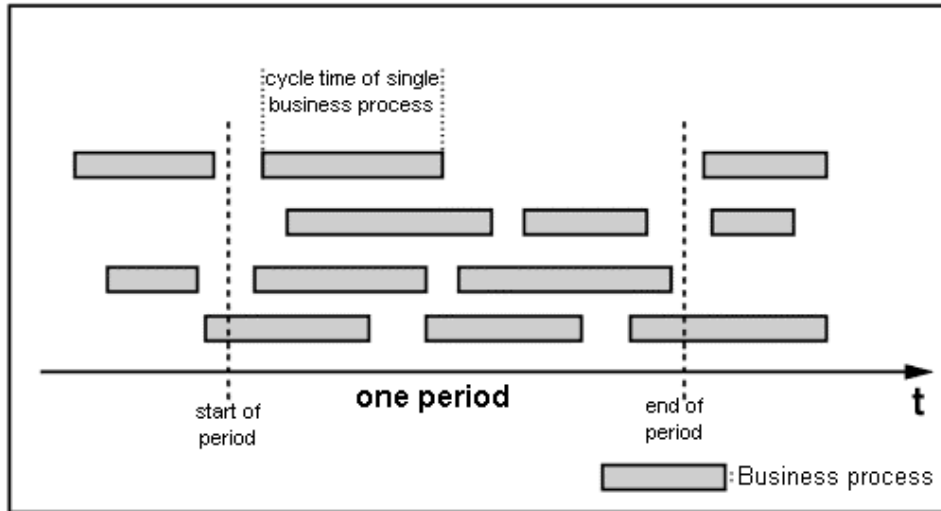 cycle time of single
business process
one period
t
start of
period
end of
period
:Business process